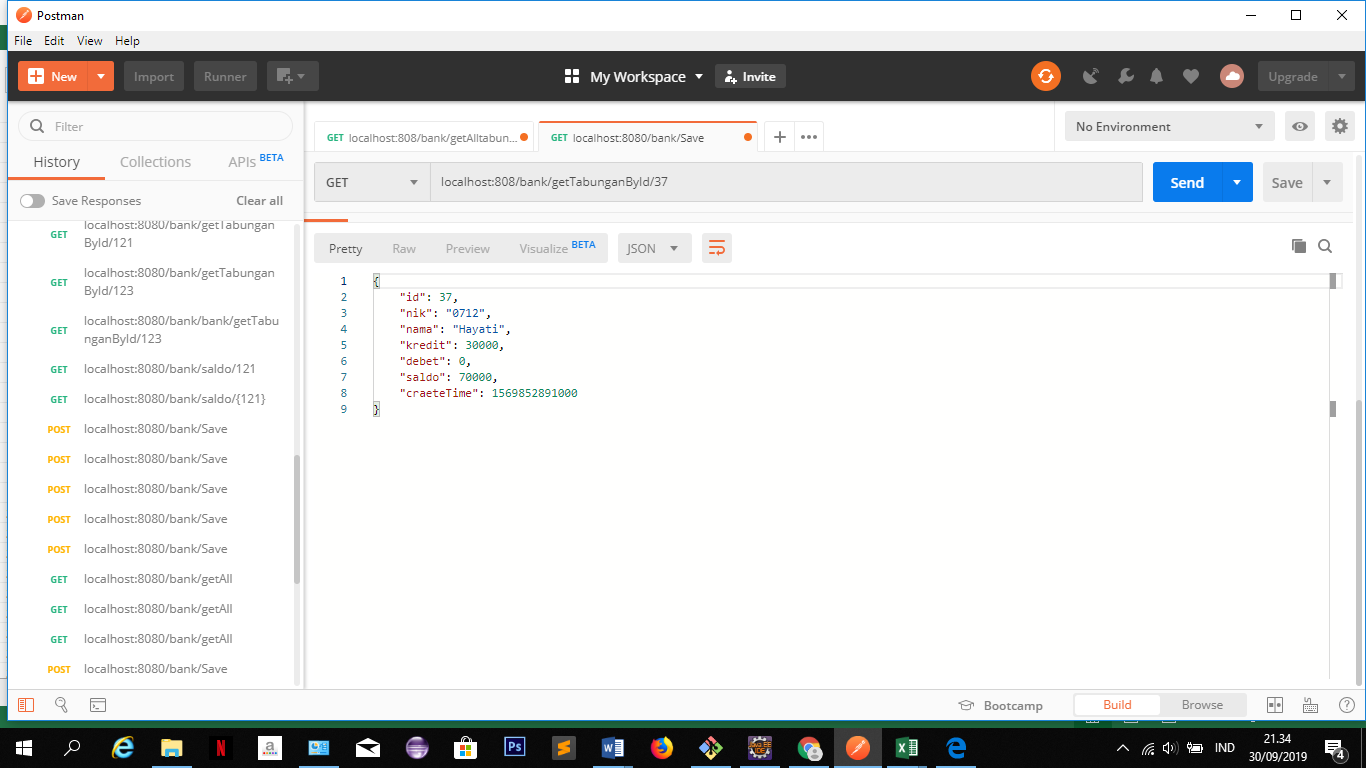 Postman
File Edit View Help
New Import Runner My Workspace Invite Upgrade
Filter
History Collections APIs BETA
Save Responses Clear all
GET localhost:8080/bank/getTabungan
ById/121
GET localhost:8080/bank/getTabungan
ById/123
GET localhost:8080/bank/bank/getTabu
nganById/123
GET localhost:8080/bank/saldo/121
GET localhost:8080/bank/saldo/{121}
POST localhost:8080/bank/Save
POST localhost:8080/bank/Save
POST localhost:8080/bank/Save
POST localhost:8080/bank/Save
POST localhost:8080/bank/Save
GET localhost:8080/bank/getAll
GET localhost:8080/bank/getAll
GET localhost:8080/bank/getAll
POST localhost:8080/bank/Save
GET localhost:808/bank/getAlltabun...
GET localhost:8080/bank/Save
No Environment
GET localhost:808/bank/getTabunganById/37 Send Save
Pretty Raw Preview Visualize BETA JSON
1 {
2 "id": 37,
3 "nik": "0712",
4 "nama": "Hayati",
5 "kredit": 30000,
6 "debet": 0,
7 "saldo": 70000,
8 "craeteTime": 1569852891000
9 }
Bootcamp Build Browse
IND
21.34
30/09/2019
4